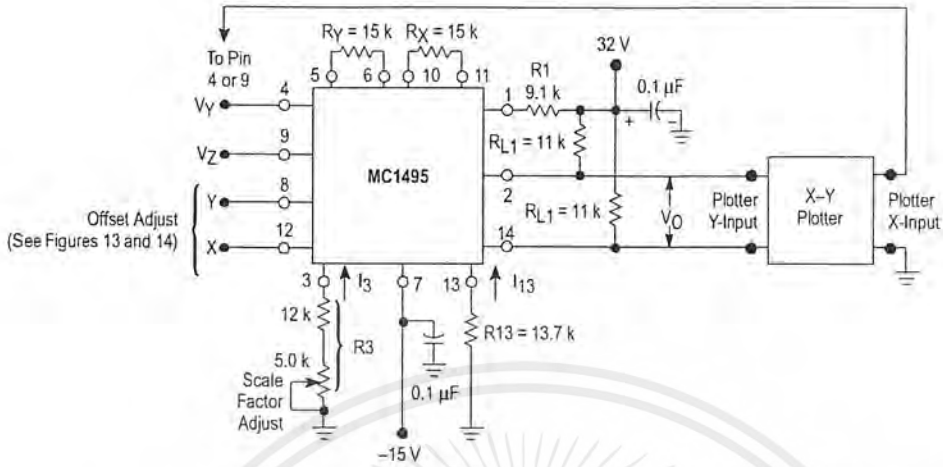 RY = 15 k
RX = 15 k
To Pin
4 or 9
5
6
10
11
32 V
R1
9.1 k
0.1 µF
+
–
VY
4
1
RL1 = 11 k
VZ
9
MC1495
2
Offset Adjust
(See Figures 13 and 14)
Y
8
X
12
RL1 = 11 k
14
VO
Plotter
Y-Input
X–Y
Plotter
Plotter
X-Input
3
I3
7
13
I13
12 k
R3
5.0 k
Scale
Factor
Adjust
0.1 µF
R13 = 13.7 k
–15 V